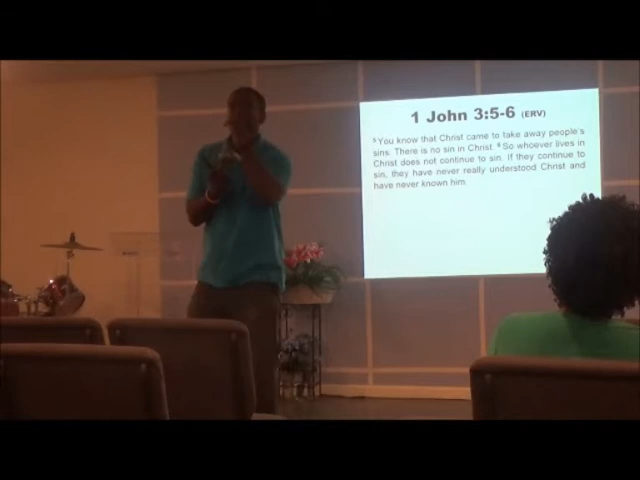 1 John 3:5-6 (ERV)
⁵ You know that Christ came to take away people's
sins. There is no sin in Christ. ⁶ So whoever lives in
Christ does not continue to sin. If they continue to
sin, they have never really understood Christ and
have never known him.